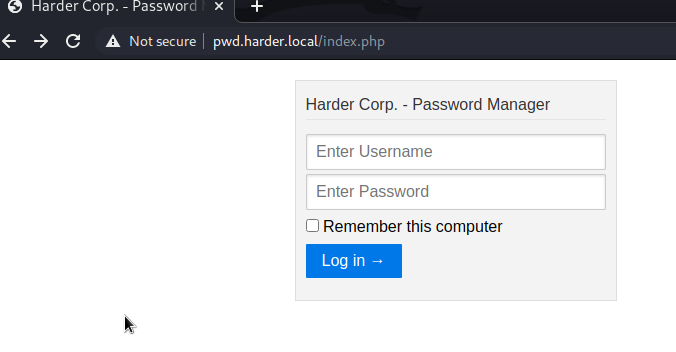 Harder Corp. - Password M
Not secure
pwd.harder.local/index.php
Harder Corp. - Password Manager
Enter Username
Enter Password
Remember this computer
Log in →